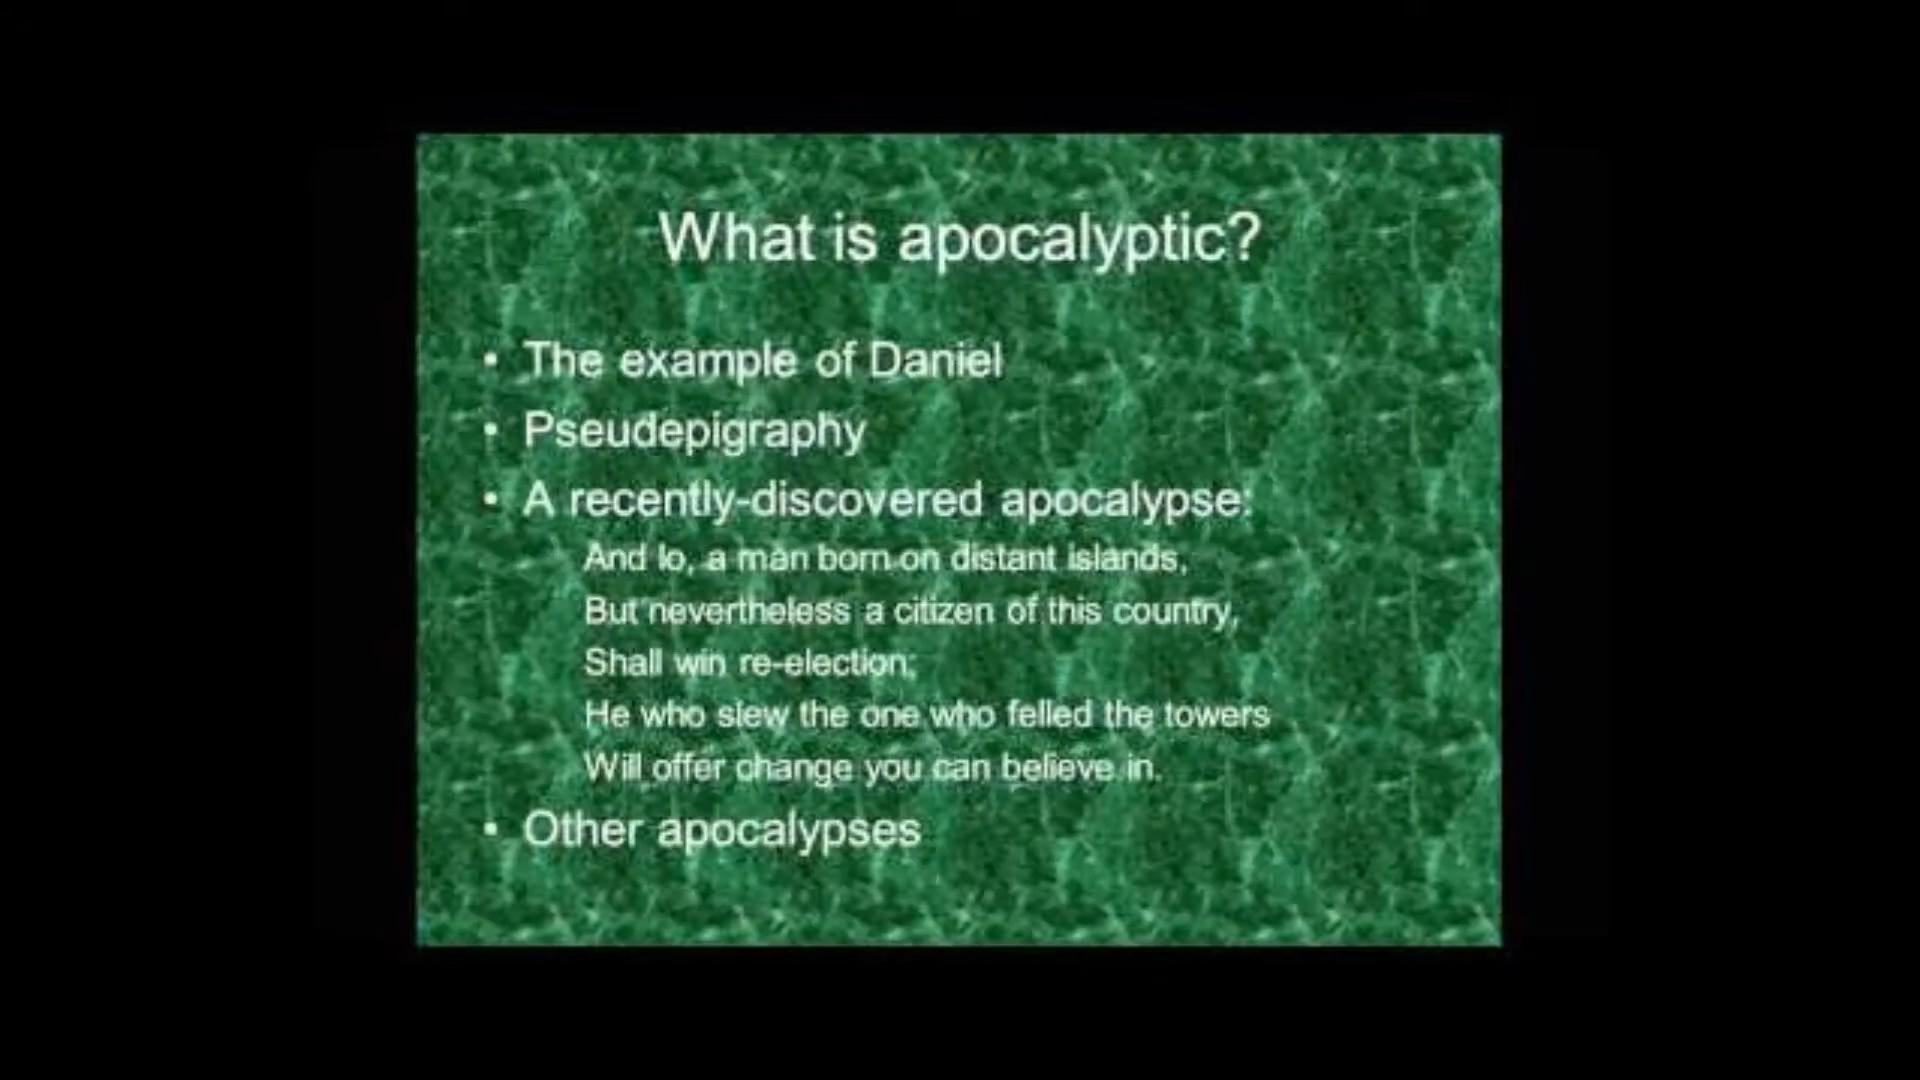 What is apocalyptic?
• The example of Daniel
• Pseudepigraphy
• A recently-discovered apocalypse:
And lo, a man born on distant islands,
But nevertheless a citizen of this country,
Shall win re-election;
He who slew the one who felled the towers
Will offer change you can believe in.
• Other apocalypses